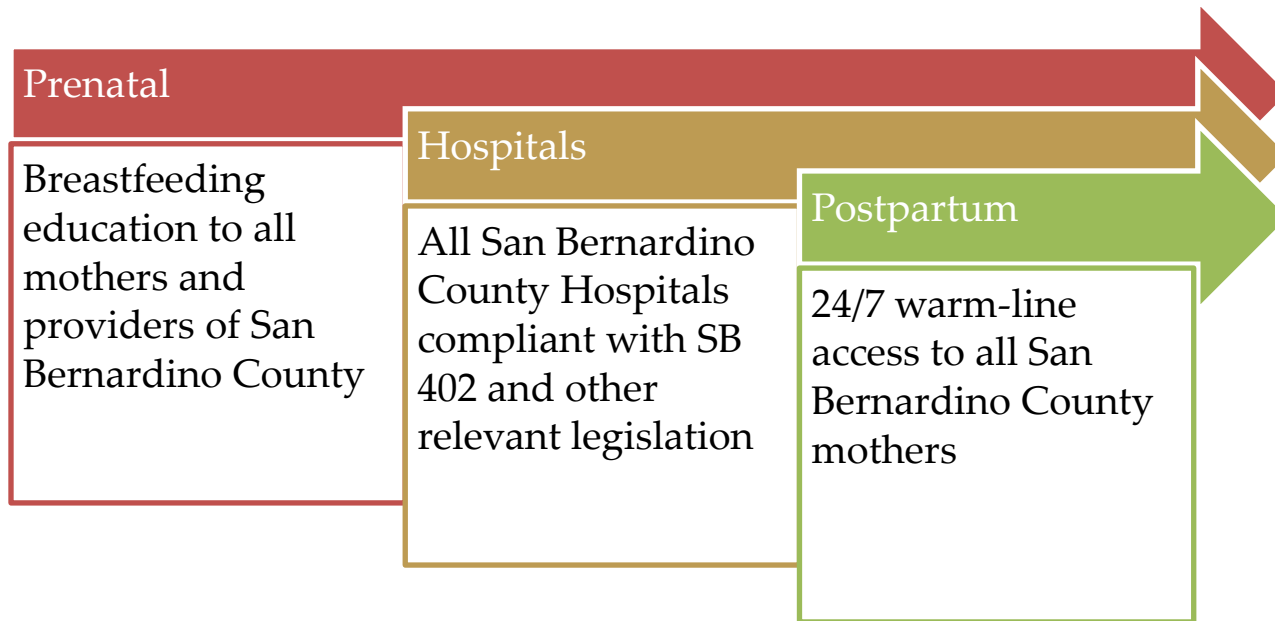 Prenatal
Breastfeeding
education to all
mothers and
providers of San
Bernardino County
Hospitals
All San Bernardino
County Hospitals
compliant with SB
402 and other
relevant legislation
Postpartum
24/7 warm-line
access to all San
Bernardino County
mothers